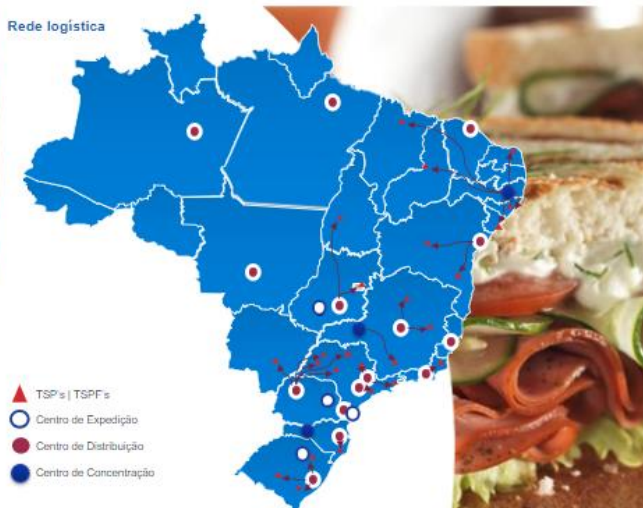 Rede logística
TSP's | TSPF's
Centro de Expedição
Centro de Distribuição
Centro de Concentração